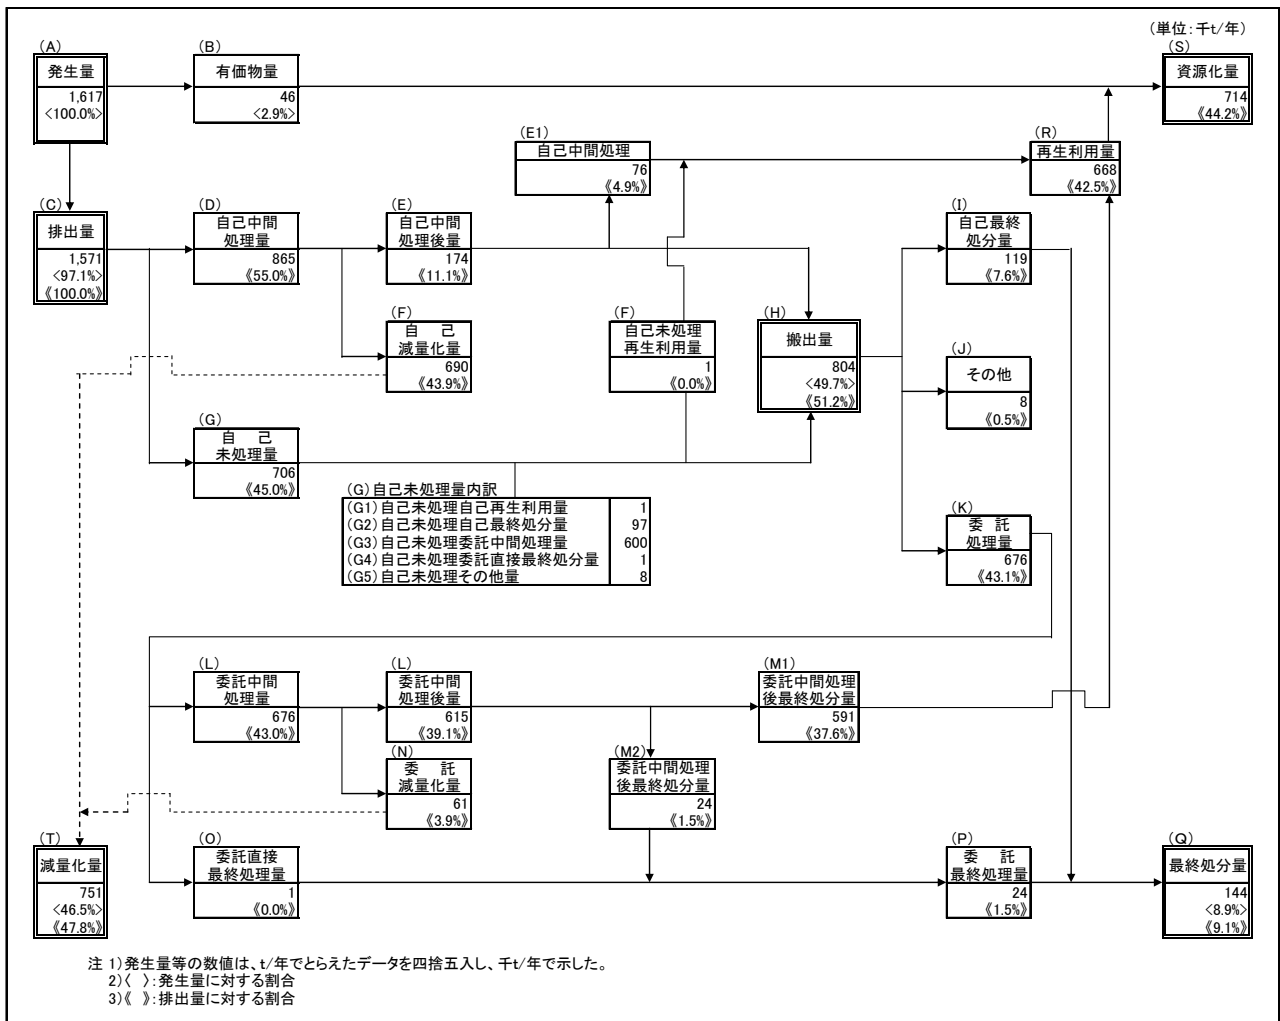 (単位:千t/年)
(A)
発生量
1,617
<100.0%>
(B)
有価物量
46
<2.9%>
(S)
資源化量
714
《44.2%》
(E1)
自己中間処理
76
《4.9%》
(R)
再生利用量
668
《42.5%》
(C)
排出量
1,571
<97.1%>
《100.0%》
(D)
自己中間
処理量
865
《55.0%》
(E)
自己中間
処理後量
174
《11.1%》
(I)
自己最終
処分量
119
《7.6%》
(F)
自 己
減量化量
690
《43.9%》
(F)
自己未処理
再生利用量
1
《0.0%》
(H)
搬出量
804
<49.7%>
《51.2%》
(J)
その他
8
《0.5%》
(G)
自 己
未処理量
706
《45.0%》
(G)自己未処理量内訳
(G1)自己未処理自己再生利用量 1
(G2)自己未処理自己最終処分量 97
(G3)自己未処理委託中間処理量 600
(G4)自己未処理委託直接最終処分量 1
(G5)自己未処理その他量 8
(K)
委 託
処理量
676
《43.1%》
(L)
委託中間
処理量
676
《43.0%》
(L)
委託中間
処理後量
615
《39.1%》
(M1)
委託中間処理
後最終処分量
591
《37.6%》
(N)
委 託
減量化量
61
《3.9%》
(M2)
委託中間処理
後最終処分量
24
《1.5%》
(T)
減量化量
751
<46.5%>
《47.8%》
(O)
委託直接
最終処理量
1
《0.0%》
(P)
委 託
最終処理量
24
《1.5%》
(Q)
最終処分量
144
<8.9%>
《9.1%》
注 1)発生量等の数値は、t/年でとらえたデータを四捨五入し、千t/年で示した。
2)〈 〉:発生量に対する割合
3)《 》:排出量に対する割合